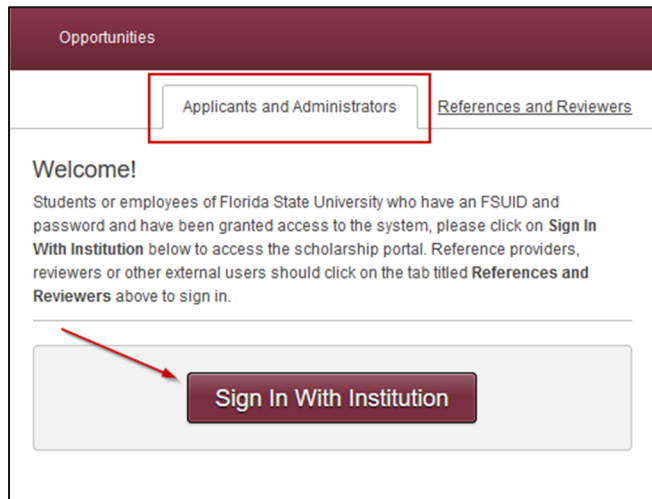 Opportunities
Applicants and Administrators References and Reviewers
Welcome!
Students or employees of Florida State University who have an FSUID and
password and have been granted access to the system, please click on Sign In
With Institution below to access the scholarship portal. Reference providers,
reviewers or other external users should click on the tab titled References and
Reviewers above to sign in.
Sign In With Institution